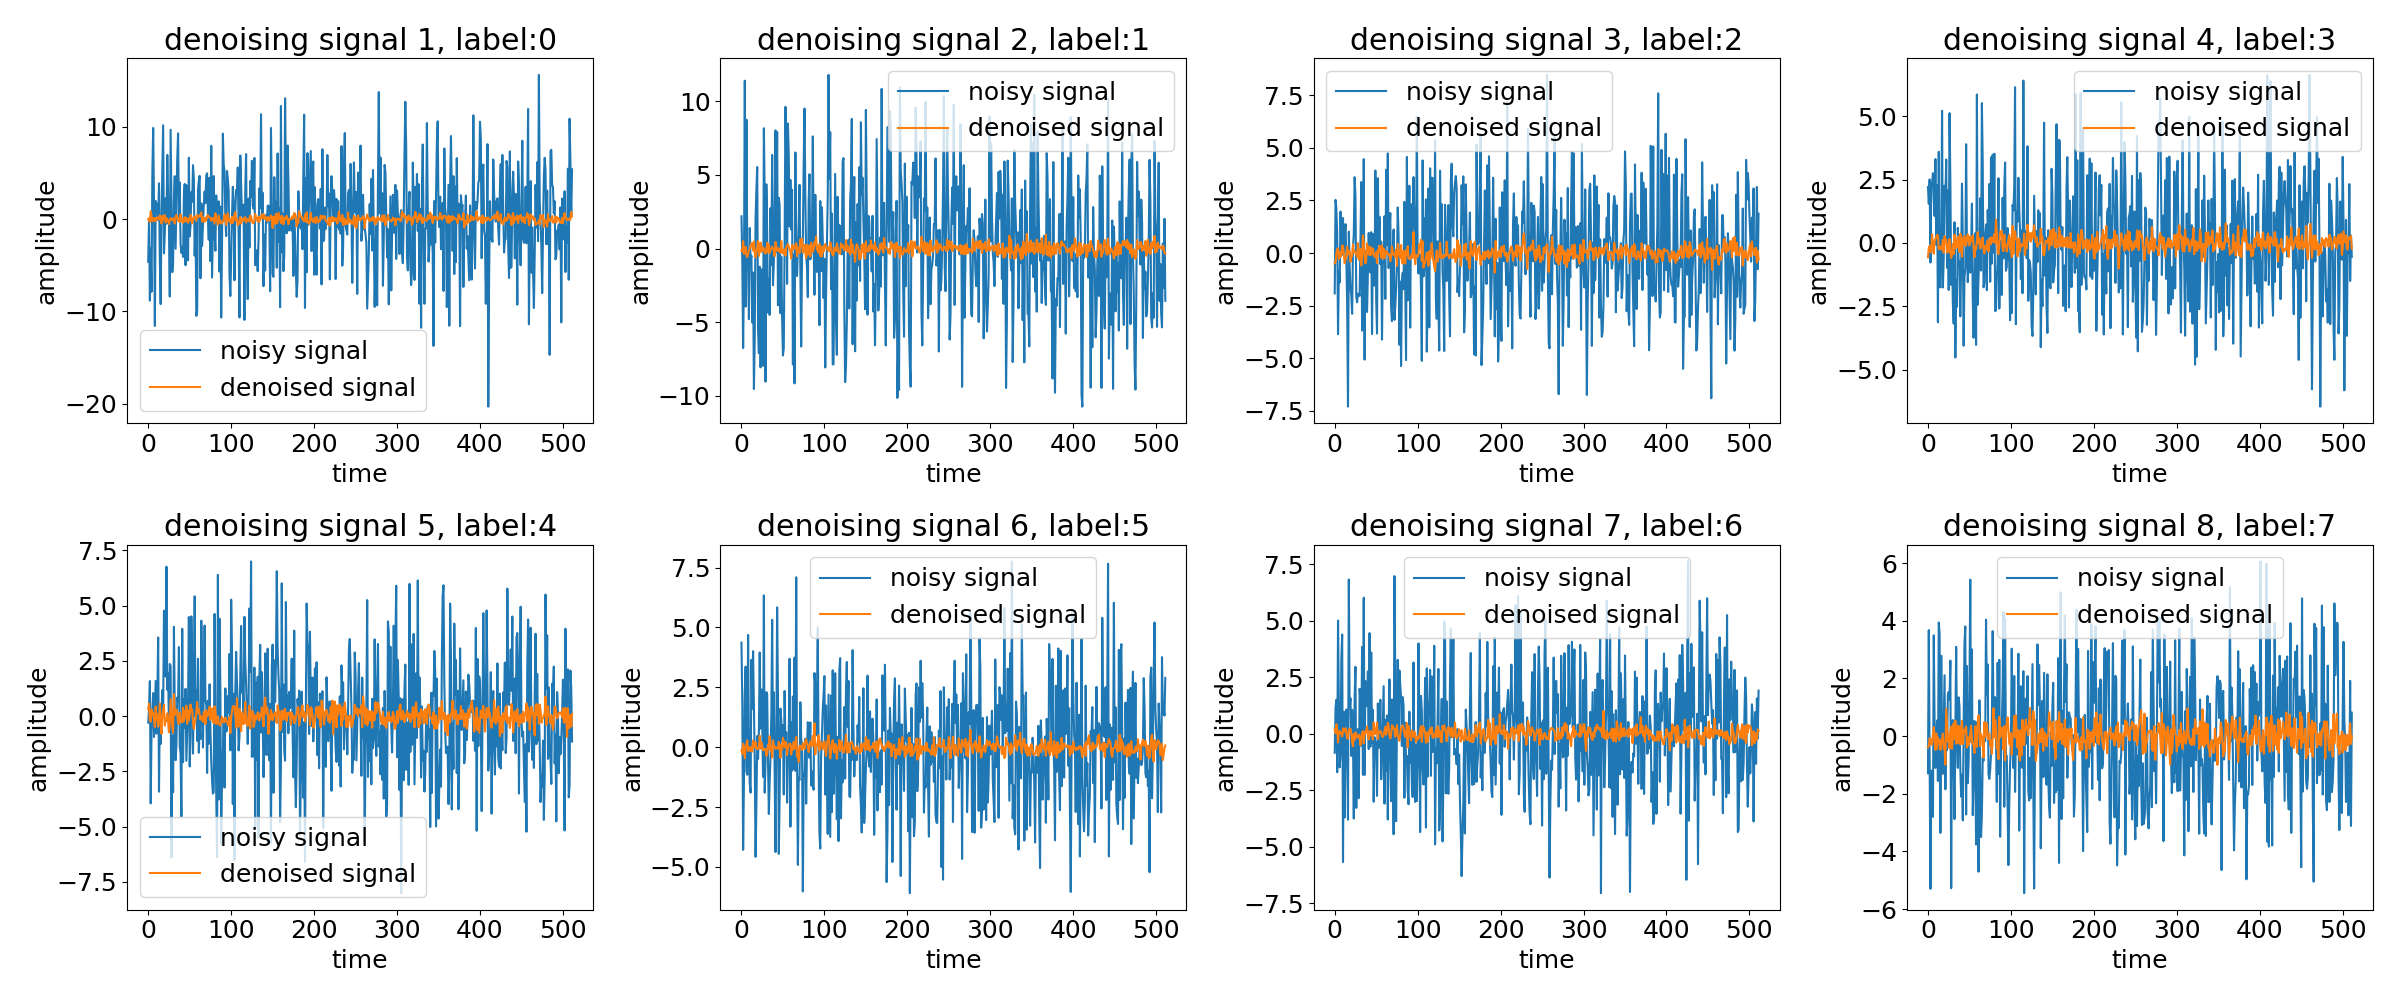 denoising signal 1, label:0
amplitude
10
0
−10
−20
noisy signal
denoised signal
0 100 200 300 400 500
time
denoising signal 2, label:1
amplitude
10
5
0
−5
−10
noisy signal
denoised signal
0 100 200 300 400 500
time
denoising signal 3, label:2
amplitude
7.5
5.0
2.5
0.0
−2.5
−5.0
−7.5
noisy signal
denoised signal
0 100 200 300 400 500
time
denoising signal 4, label:3
amplitude
5.0
2.5
0.0
−2.5
−5.0
noisy signal
denoised signal
0 100 200 300 400 500
time
denoising signal 5, label:4
amplitude
7.5
5.0
2.5
0.0
−2.5
−5.0
−7.5
noisy signal
denoised signal
0 100 200 300 400 500
time
denoising signal 6, label:5
amplitude
7.5
5.0
2.5
0.0
−2.5
−5.0
noisy signal
denoised signal
0 100 200 300 400 500
time
denoising signal 7, label:6
amplitude
7.5
5.0
2.5
0.0
−2.5
−5.0
−7.5
noisy signal
denoised signal
0 100 200 300 400 500
time
denoising signal 8, label:7
amplitude
6
4
2
0
−2
−4
−6
noisy signal
denoised signal
0 100 200 300 400 500
time